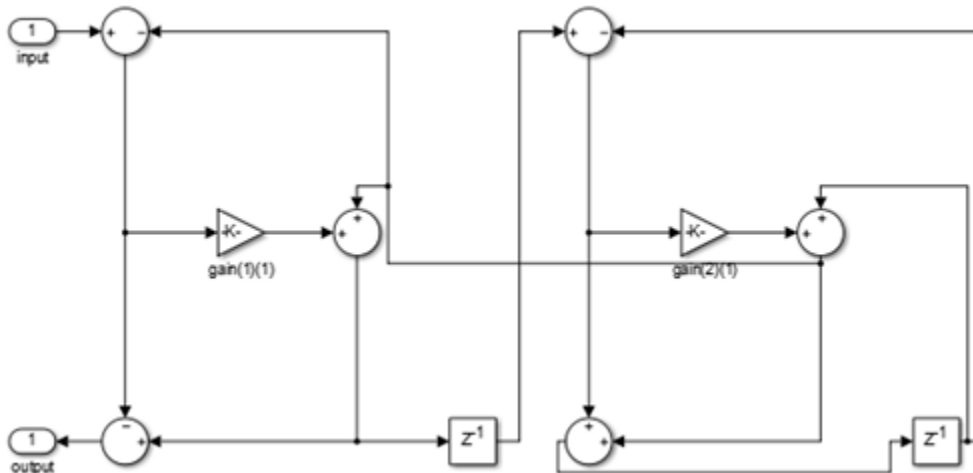 1
+
−
+
−
input
+
+
-K-
gain(1)(1)
+
+
-K-
gain(2)(1)
1
−
+
Z-1
+
+
Z-1
output